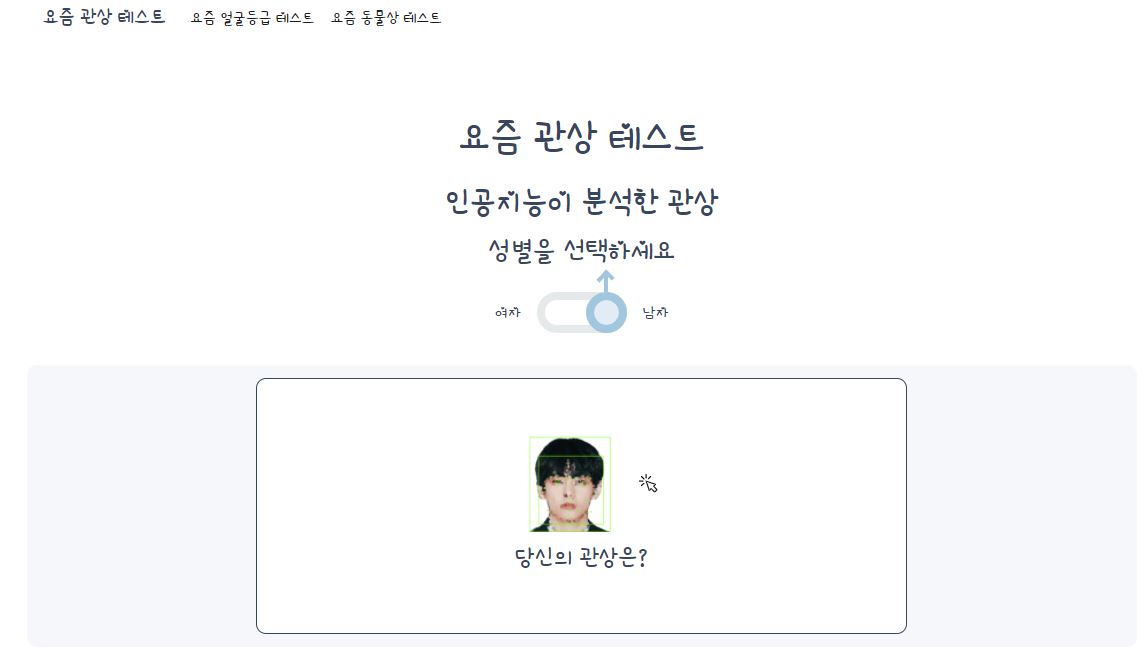 요즘 관상 테스트 요즘 얼굴등급 테스트 요즘 동물상 테스트
요즘 관상 테스트
인공지능이 분석한 관상
성별을 선택하세요
여자 남자
당신의 관상은?